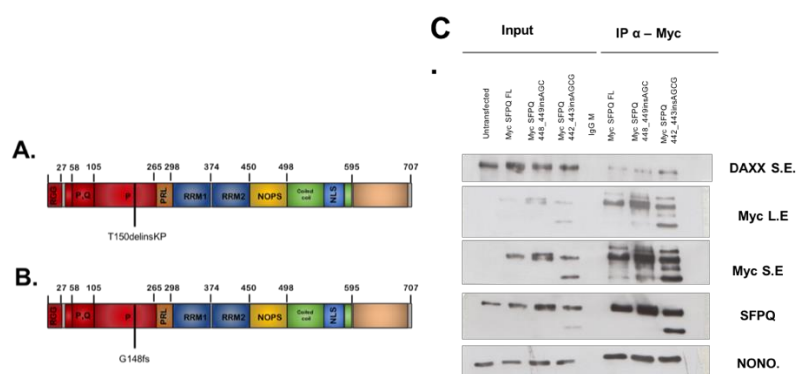 A.
27 58 105 265 298 374 450 498 595 707
RGG P,Q P PRL RRM1 RRM2 NOPS Coiled coil NLS
T150delinsKP
B.
27 58 105 265 298 374 450 498 595 707
RGG P,Q P PRL RRM1 RRM2 NOPS Coiled coil NLS
G148fs
C
.
Input
IP α – Myc
Untransfected
Myc SFPQ FL
Myc SFPQ
448_449insAGC
Myc SFPQ
442_443insAGCG
IgG M
Myc SFPQ FL
Myc SFPQ
448_449insAGC
Myc SFPQ
442_443insAGCG
DAXX S.E.
Myc L.E
Myc S.E
SFPQ
NONO.